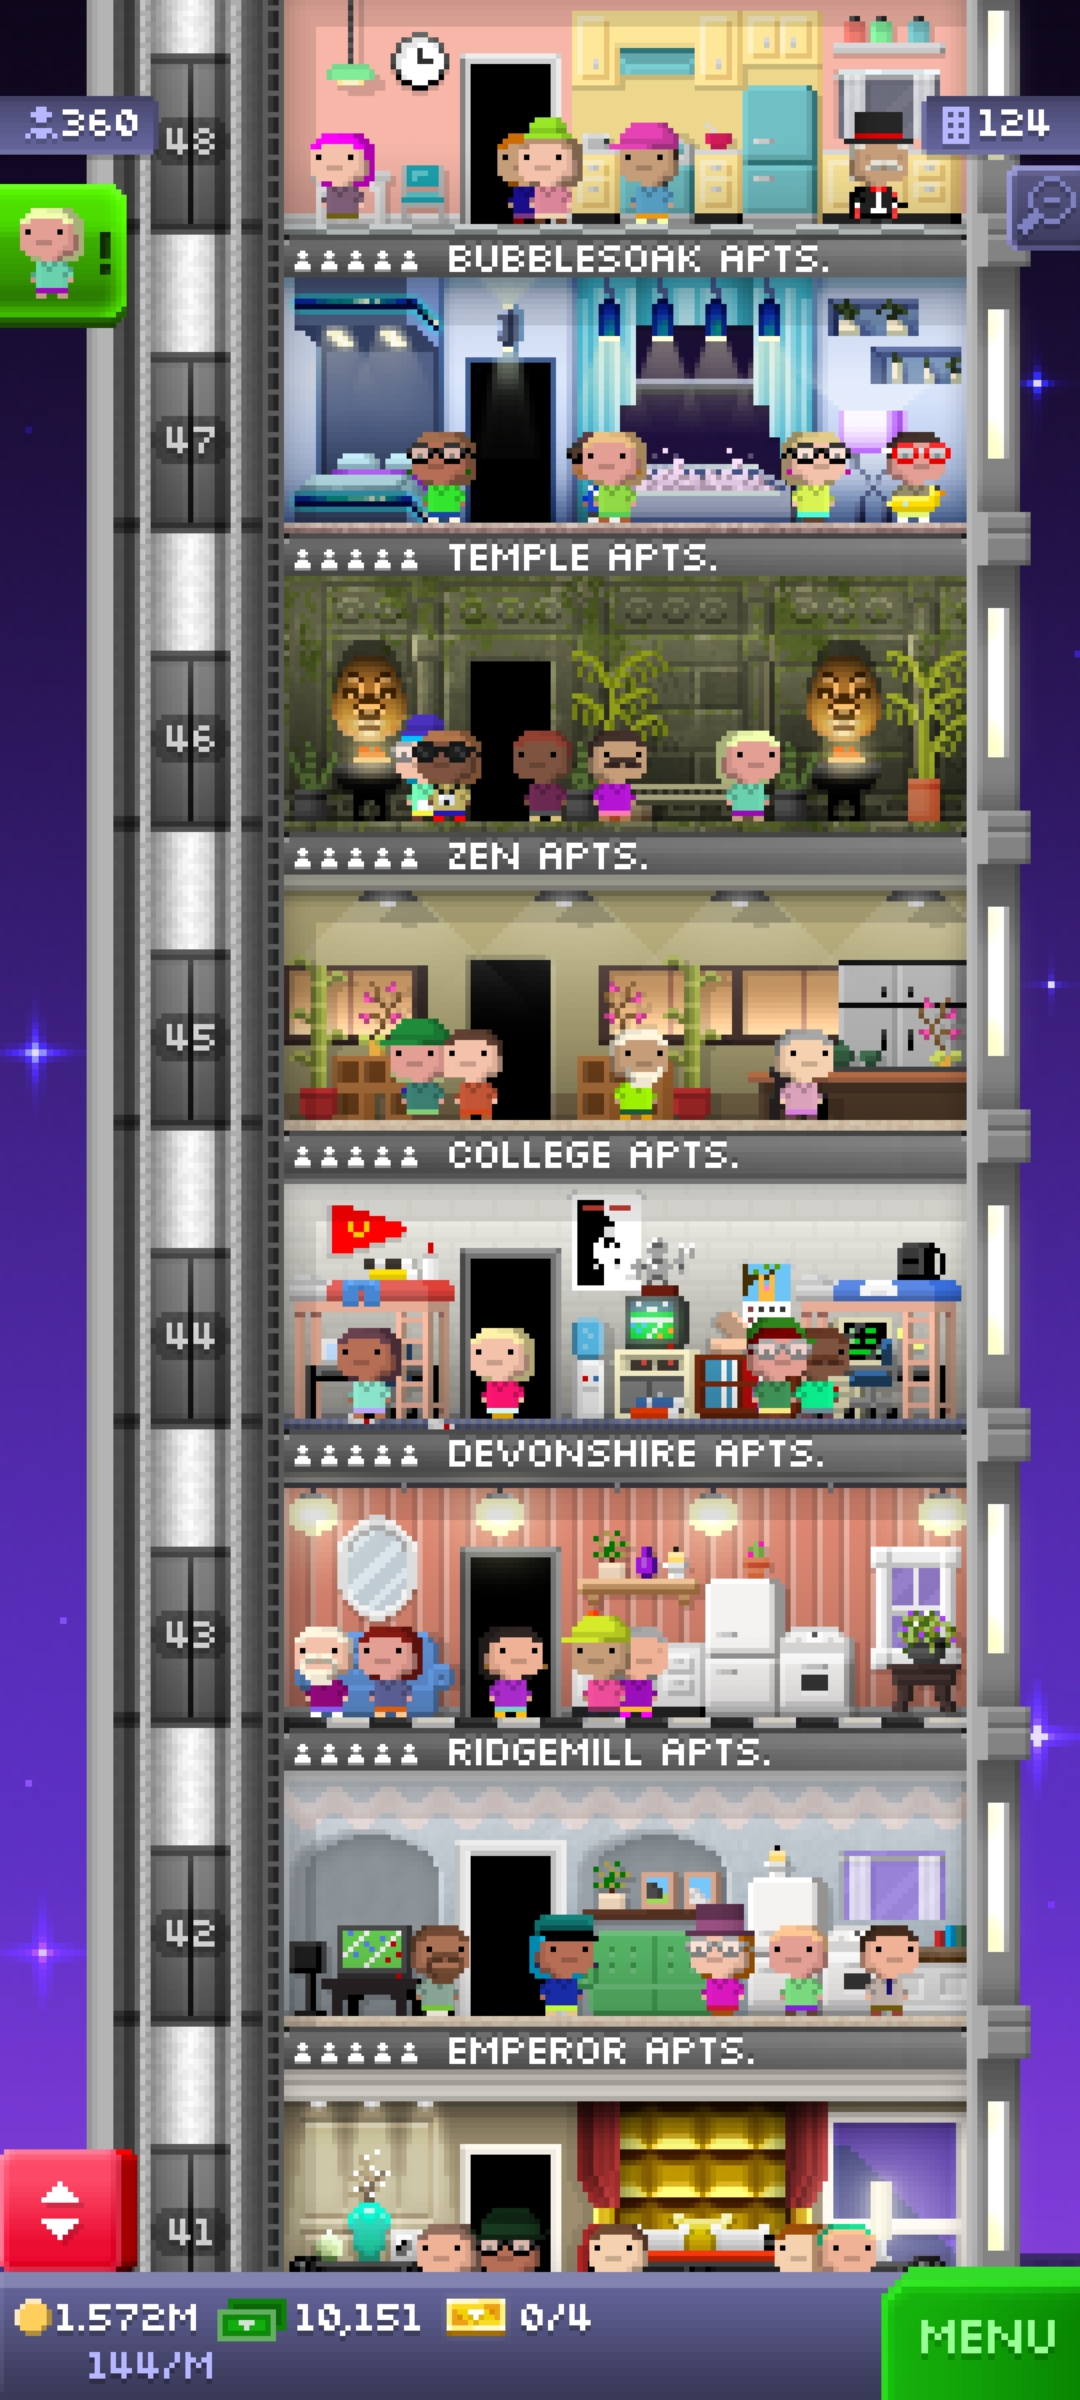 48
360
124
!
BUBBLESOAK APTS.
47
TEMPLE APTS.
46
ZEN APTS.
45
COLLEGE APTS.
44
DEVONSHIRE APTS.
43
RIDGEMILL APTS.
42
EMPEROR APTS.
41
1.572M 10,151 0/4
144/M
MENU